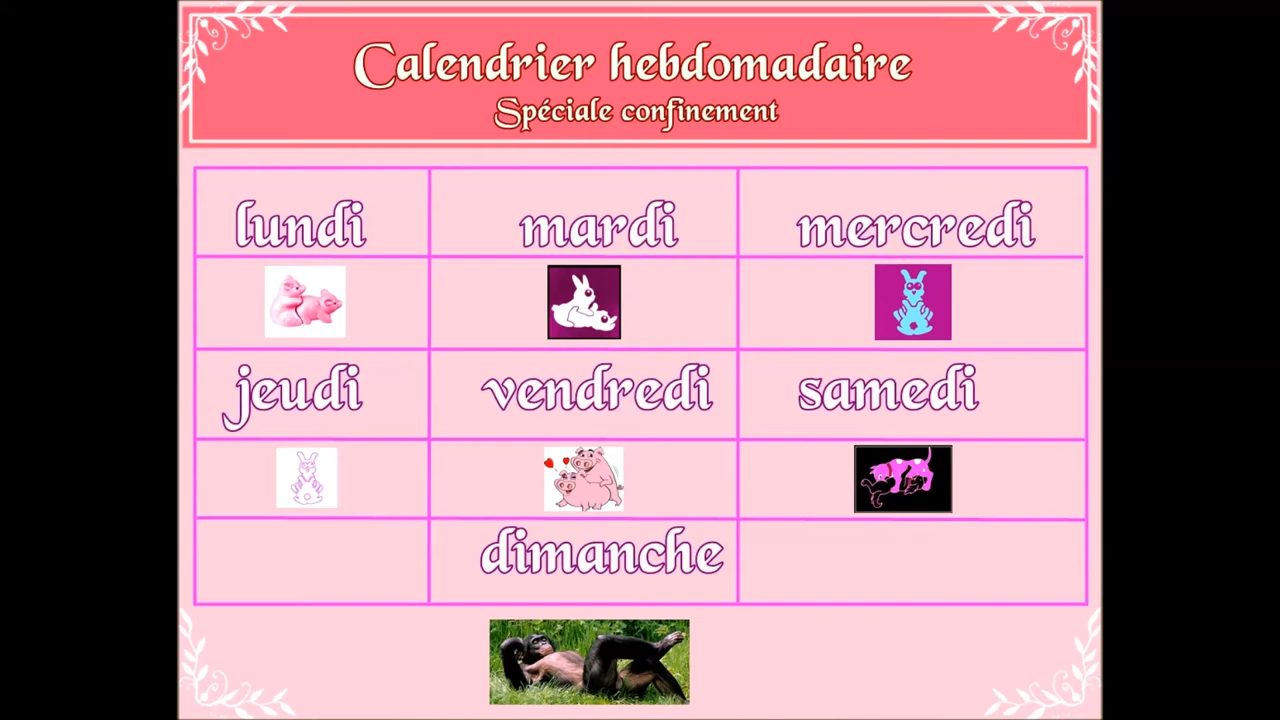 Calendrier hebdomadaire
Spéciale confinement
lundi mardi mercredi
jeudi vendredi samedi
dimanche